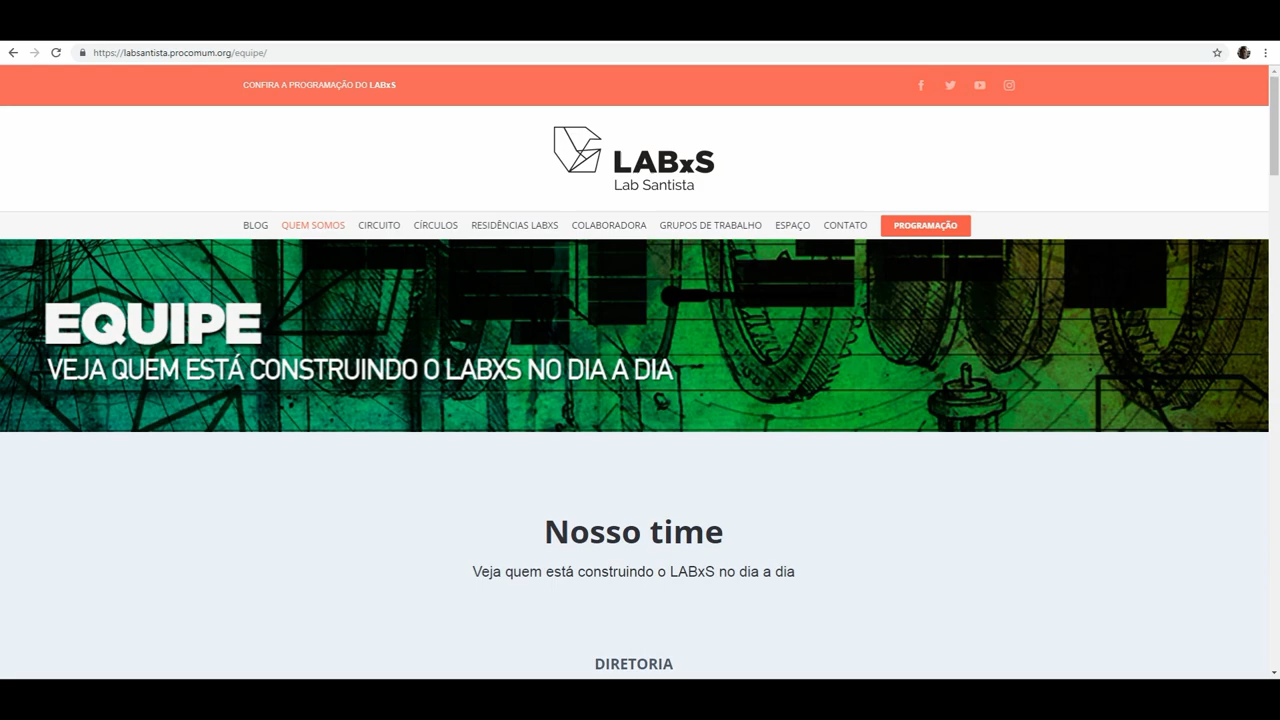 https://labsantista.procomum.org/equipe/
CONFIRA A PROGRAMAÇÃO DO LABxS
LABxS
Lab Santista
BLOG QUEM SOMOS CIRCUITO CÍRCULOS RESIDÊNCIAS LABXS COLABORADORA GRUPOS DE TRABALHO ESPAÇO CONTATO PROGRAMAÇÃO
EQUIPE
VEJA QUEM ESTÁ CONSTRUINDO O LABXS NO DIA A DIA
Nosso time
Veja quem está construindo o LABxS no dia a dia
DIRETORIA